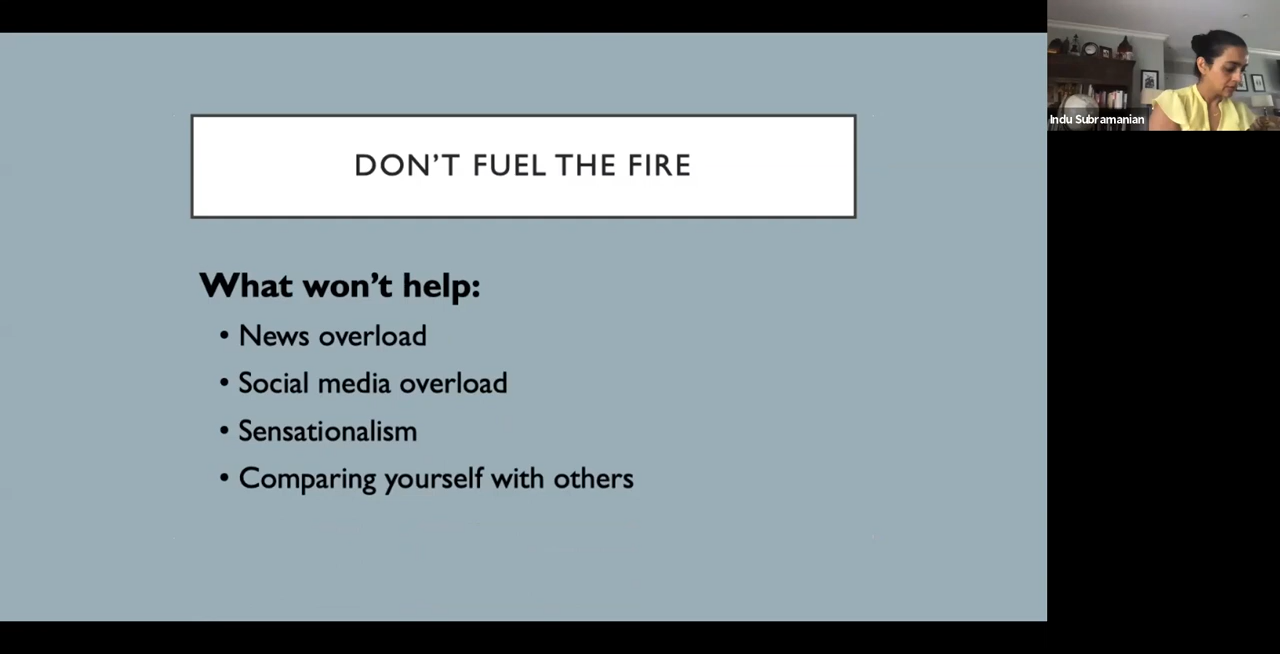 DON’T FUEL THE FIRE
What won’t help:
• News overload
• Social media overload
• Sensationalism
• Comparing yourself with others
Indu Subramanian